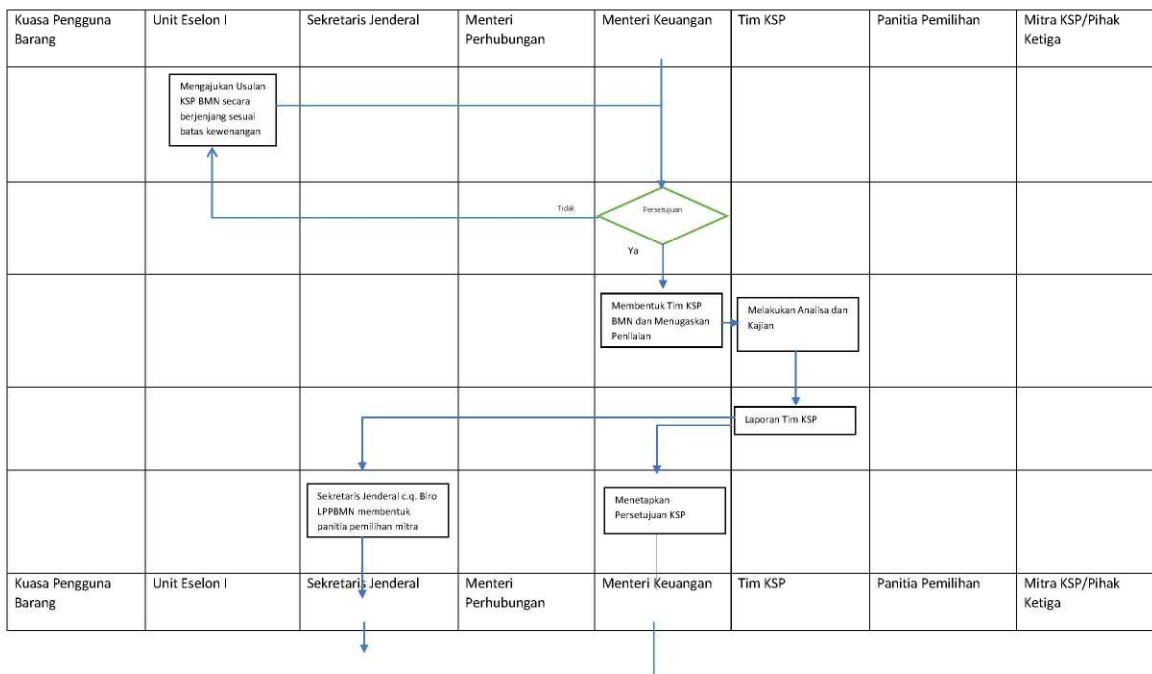 Kuasa Pengguna
Barang
Unit Eselon I
Sekretaris Jenderal
Menteri
Perhubungan
Menteri Keuangan
Tim KSP
Panitia Pemilihan
Mitra KSP/Pihak
Ketiga
Mengajukan Usulan
KSP BMN secara
berjenjang sesuai
batas kewenangan
Tidak
Persetujuan
Ya
Membentuk Tim KSP
BMN dan Menugaskan
Penilaian
Melakukan Analisa dan
Kajian
Laporan Tim KSP
Sekretaris Jenderal c.q. Biro
LPPBMN membentuk
panitia pemilihan mitra
Menetapkan
Persetujuan KSP
Kuasa Pengguna
Barang
Unit Eselon I
Sekretaris Jenderal
Menteri
Perhubungan
Menteri Keuangan
Tim KSP
Panitia Pemilihan
Mitra KSP/Pihak
Ketiga